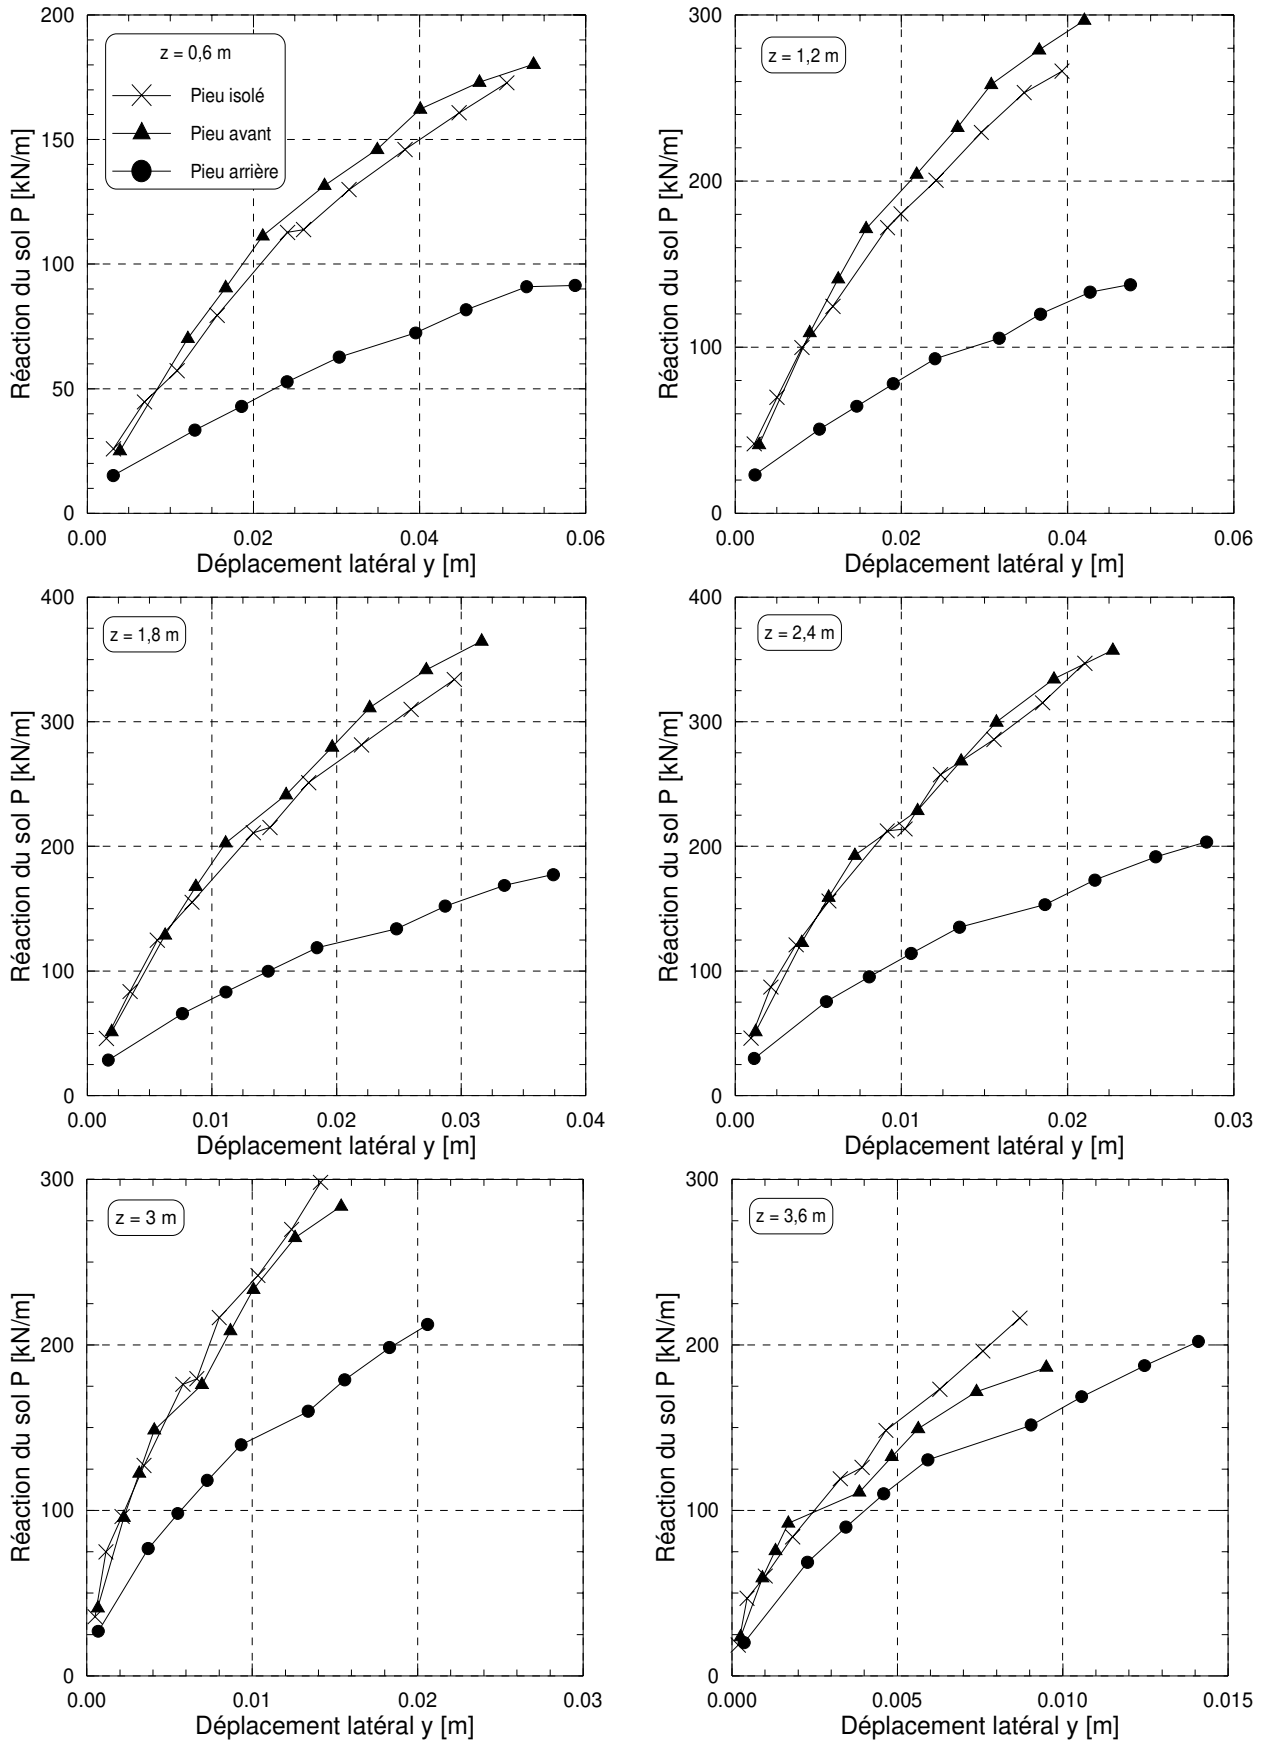 200
150
100
50
0
Réaction du sol P [kN/m]
z = 0,6 m
Pieu isolé
Pieu avant
Pieu arrière
0.00
0.02
0.04
0.06
Déplacement latéral y [m]
300
200
100
0
Réaction du sol P [kN/m]
z = 1,2 m
0.00
0.02
0.04
0.06
Déplacement latéral y [m]
400
300
200
100
0
Réaction du sol P [kN/m]
z = 1,8 m
0.00
0.01
0.02
0.03
0.04
Déplacement latéral y [m]
400
300
200
100
0
Réaction du sol P [kN/m]
z = 2,4 m
0.00
0.01
0.02
0.03
Déplacement latéral y [m]
300
200
100
0
Réaction du sol P [kN/m]
z = 3 m
0.00
0.01
0.02
0.03
Déplacement latéral y [m]
300
200
100
0
Réaction du sol P [kN/m]
z = 3,6 m
0.000
0.005
0.010
0.015
Déplacement latéral y [m]